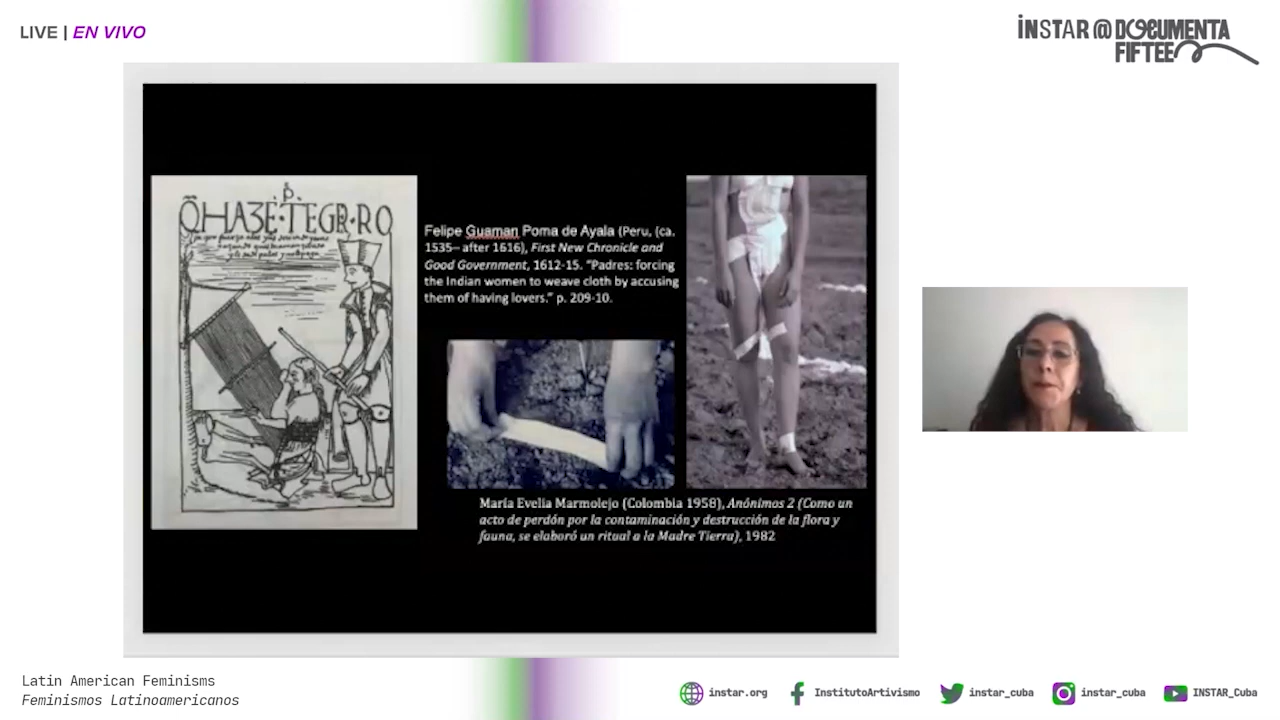 LIVE | EN VIVO
INSTAR @ DOCUMENTA
FIFTEEN
QHAZE·TEGR·RO
Felipe Guaman Poma de Ayala (Peru, (ca.
1535– after 1616), First New Chronicle and
Good Government, 1612-15. "Padres: forcing
the Indian women to weave cloth by accusing
them of having lovers." p. 209-10.
María Evelia Marmolejo (Colombia 1958), Anónimos 2 (Como un
acto de perdón por la contaminación y destrucción de la flora y
fauna, se elaboró un ritual a la Madre Tierra), 1982
Latin American Feminisms
Feminismos Latinoamericanos
instar.org
InstitutoArtivismo
instar_cuba
instar_cuba
INSTAR_Cuba